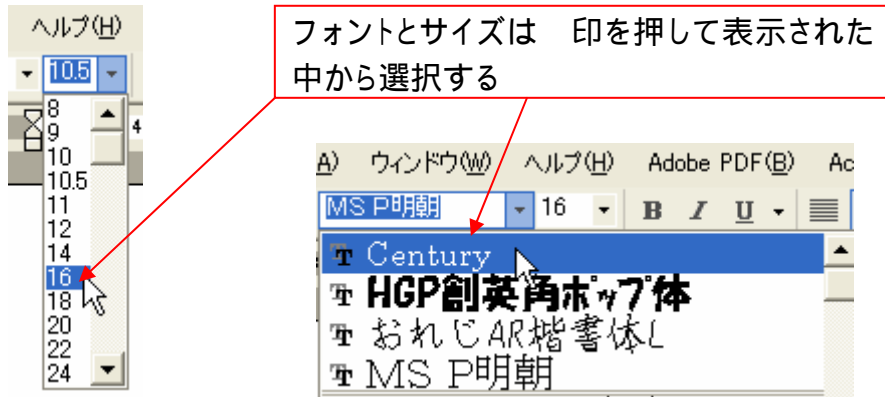 ヘルプ(H)
10.5
8
9
4
10
10.5
11
12
14
16
18
20
22
24
フォントとサイズは　印を押して表示された
中から選択する
A) ウィンドウ(W) ヘルプ(H) Adobe PDF(B) Ac
MS P明朝 16 B I U
Century
HGP創英角ポップ体
おれじAR楷書体L
MS P明朝